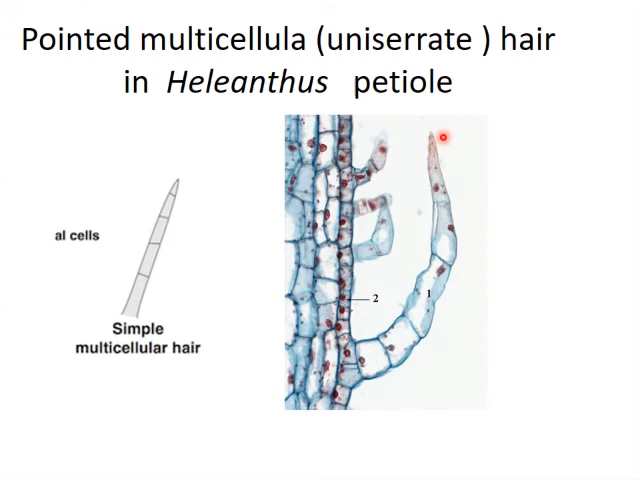 Pointed multicellula (uniserrate ) hair
in Heleanthus petiole
al cells
Simple
multicellular hair
2
1